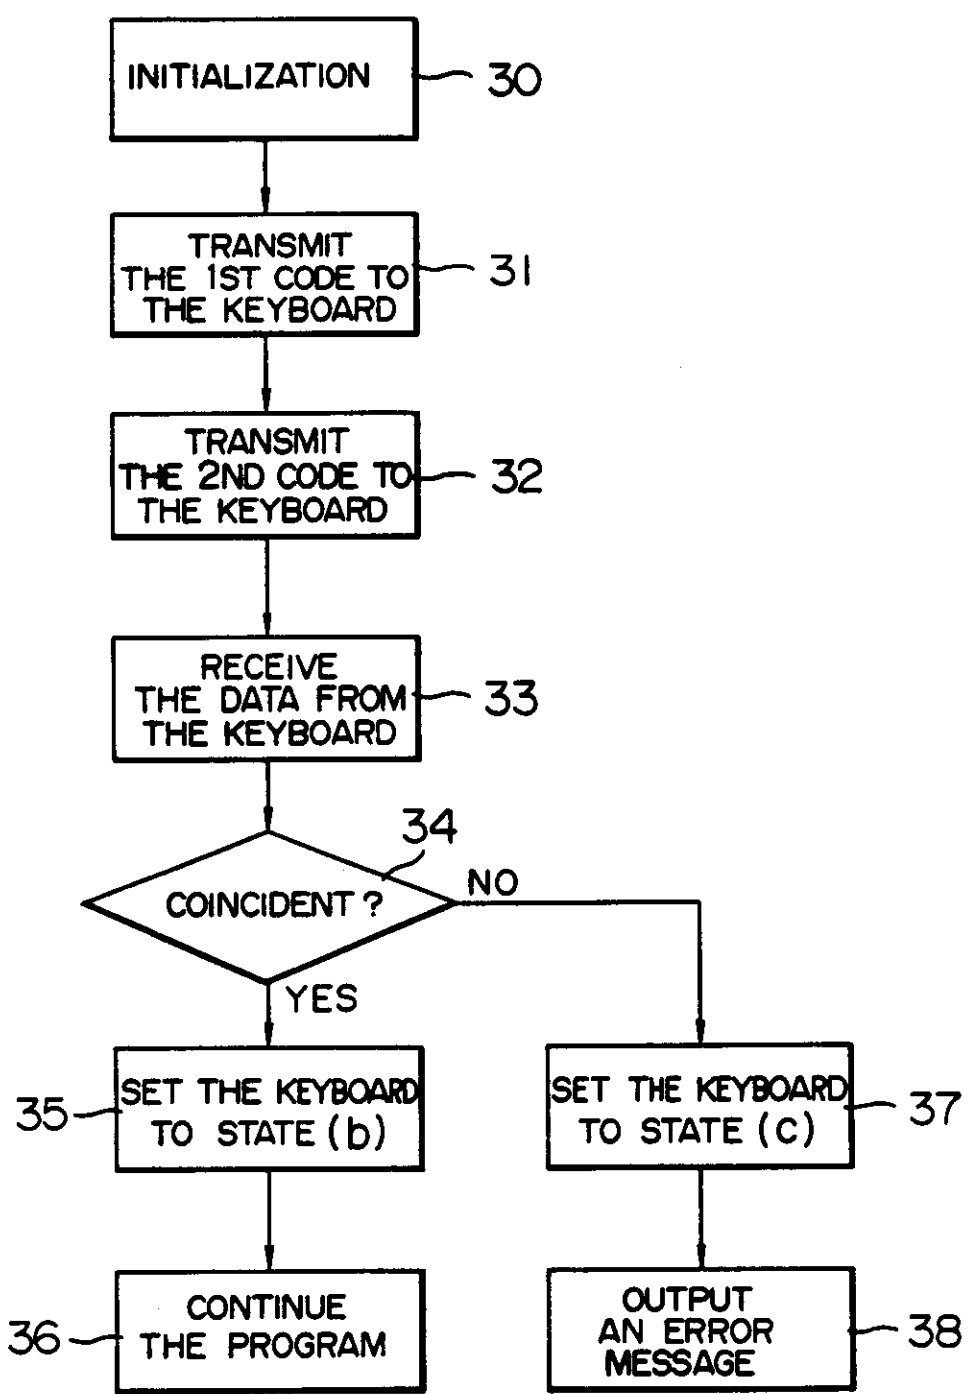 INITIALIZATION
30
TRANSMIT
THE 1ST CODE TO
THE KEYBOARD
31
TRANSMIT
THE 2ND CODE TO
THE KEYBOARD
32
RECEIVE
THE DATA FROM
THE KEYBOARD
33
34
COINCIDENT ?
NO
YES
35
SET THE KEYBOARD
TO STATE (b)
SET THE KEYBOARD
TO STATE (c)
37
36
CONTINUE
THE PROGRAM
OUTPUT
AN ERROR
MESSAGE
38